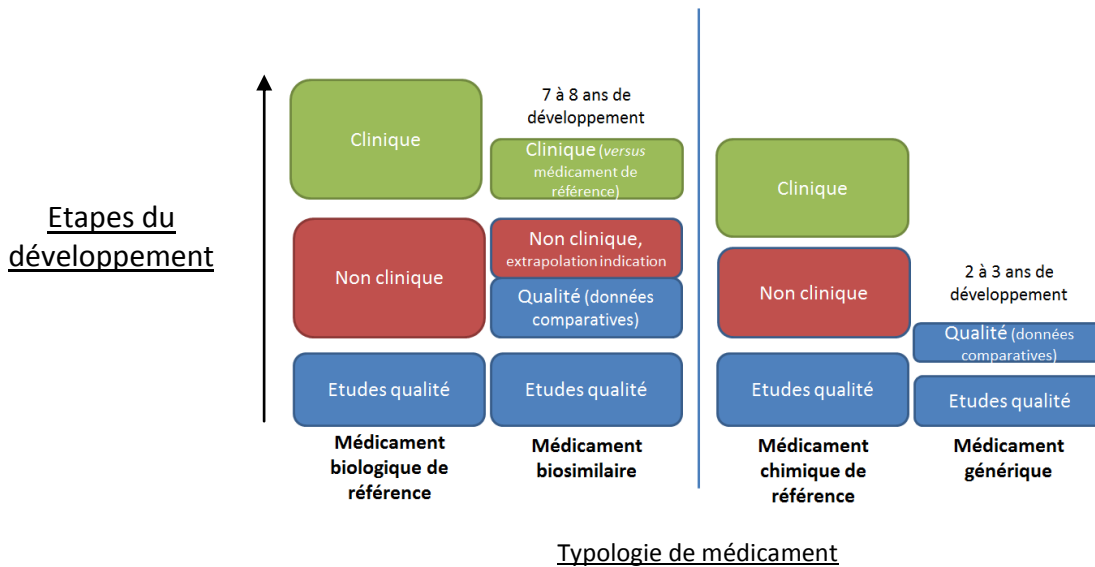 Etapes du
développement
Clinique
Non clinique
Etudes qualité
Médicament
biologique de
référence
7 à 8 ans de
développement
Clinique (versus
médicament de
référence)
Non clinique,
extrapolation indication
Qualité (données
comparatives)
Etudes qualité
Médicament
biosimilaire
Clinique
Non clinique
Etudes qualité
Médicament
chimique de
référence
2 à 3 ans de
développement
Qualité (données
comparatives)
Etudes qualité
Médicament
générique
Typologie de médicament